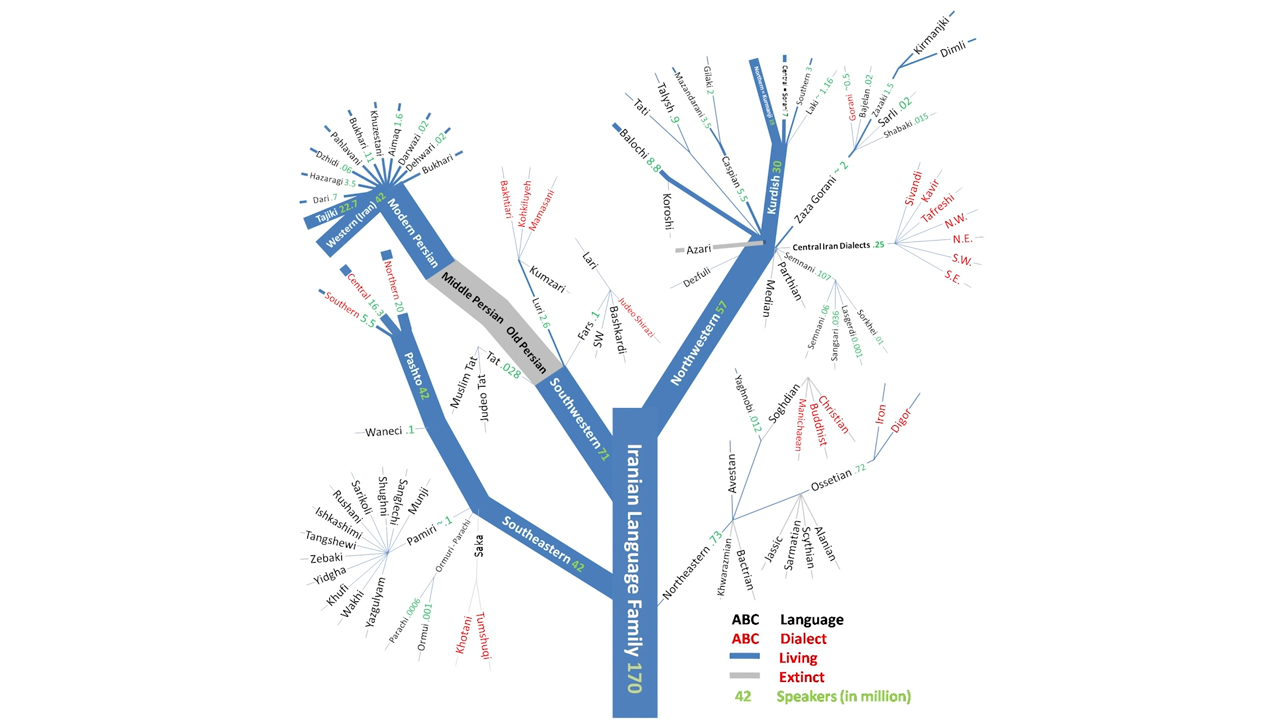 Iranian Language Family 170
Southwestern 71
Old Persian
Middle Persian
Modern Persian
Western (Iran) 42
Tajiki 22.7
Dari .7
Hazaragi 3.5
Dzhidi .06
Pahlavani
Bukhari .11
Khuzestani
Aimaq 1.6
Darwazi .02
Dehwari .02
Bukhari
Tat .028
Muslim Tat
Judeo Tat
Luri 2.6
Bakhtiari
Kohkiluyeh
Mamasani
Kumzari
Fars .1
SW
Lari
Bashkardi
Judeo Shirazi
Southeastern 42
Pashto 42
Southern 5.5
Central 16.3
Northern 20
Waneci .1
Pamiri ~.1
Munji
Sanglechi
Shughni
Sarikoli
Rushani
Ishkashimi
Tangshewi
Zebaki
Yidgha
Khufi
Wakhi
Yazgulyam
Ormuri-Parachi
Parachi .0006
Ormui .001
Saka
Khotani
Tumshuqi
Northwestern 57
Dezfuli
Azari
Balochi 8.8
Koroshi
Tati
Talysh .9
Caspian 5.5
Mazandarani 3.5
Gilaki 2
Kurdish 30
Northern • Kurmanji
Central • Sorani 7
Southern 3
Laki ~ 1.16
Zaza Gorani ~ 2
Gorani ~0.5
Bajelan .02
Zazaki 1.5
Kirmanjki
Dimli
Sarli .02
Shabaki .015
Central Iran Dialects .25
Sivandi
Kavir
Tafreshi
N.W.
N.E.
S.W.
S.E.
Semnani .107
Semnani .06
Sangsari .036
Lasgerdi 0.001
Sorkhei .01
Parthian
Median
Northeastern .73
Avestan
Yaghnobi .012
Soghdian
Manichaean
Buddhist
Christian
Ossetian .72
Iron
Digor
Jassic
Sarmatian
Scythian
Alanian
Khwarazmian
Bactrian
ABC Language
ABC Dialect
Living
Extinct
42 Speakers (in million)